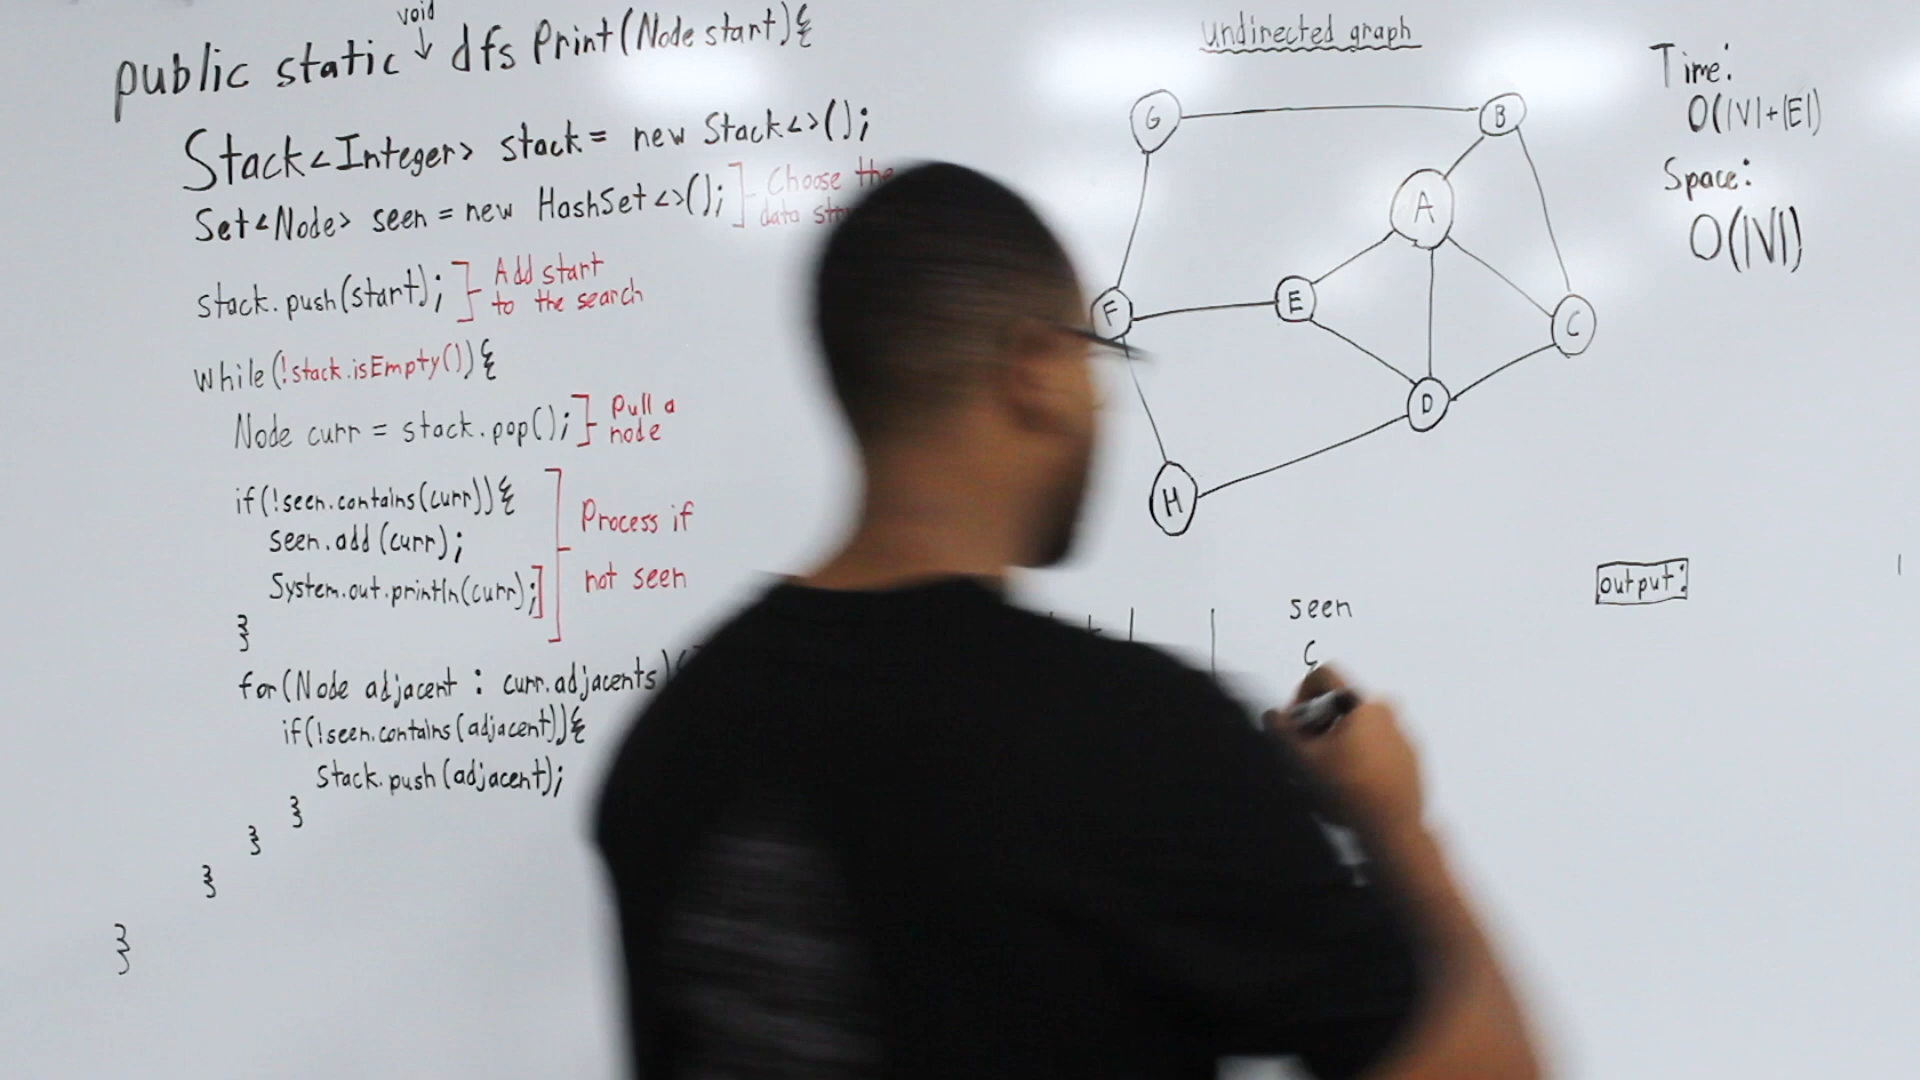 void
↓
public static dfs Print(Node start){
Stack<Integer> stack = new Stack<>();
Set<Node> seen = new HashSet<>();
Choose the
data
stack.push(start);
Add start
to the search
while(!stack.isEmpty()){
Node curr = stack.pop();
Pull a
node
if(!seen.contains(curr)){
seen.add(curr);
System.out.println(curr);
Process if
not seen
}
for(Node adjacent : curr.adjacents)
if(!seen.contains(adjacent)){
Stack.push(adjacent);
}
}
}
}
Undirected graph
G
B
A
F
E
C
D
H
Time:
O(|V|+|E|)
Space:
O(|V|)
seen
{
output: